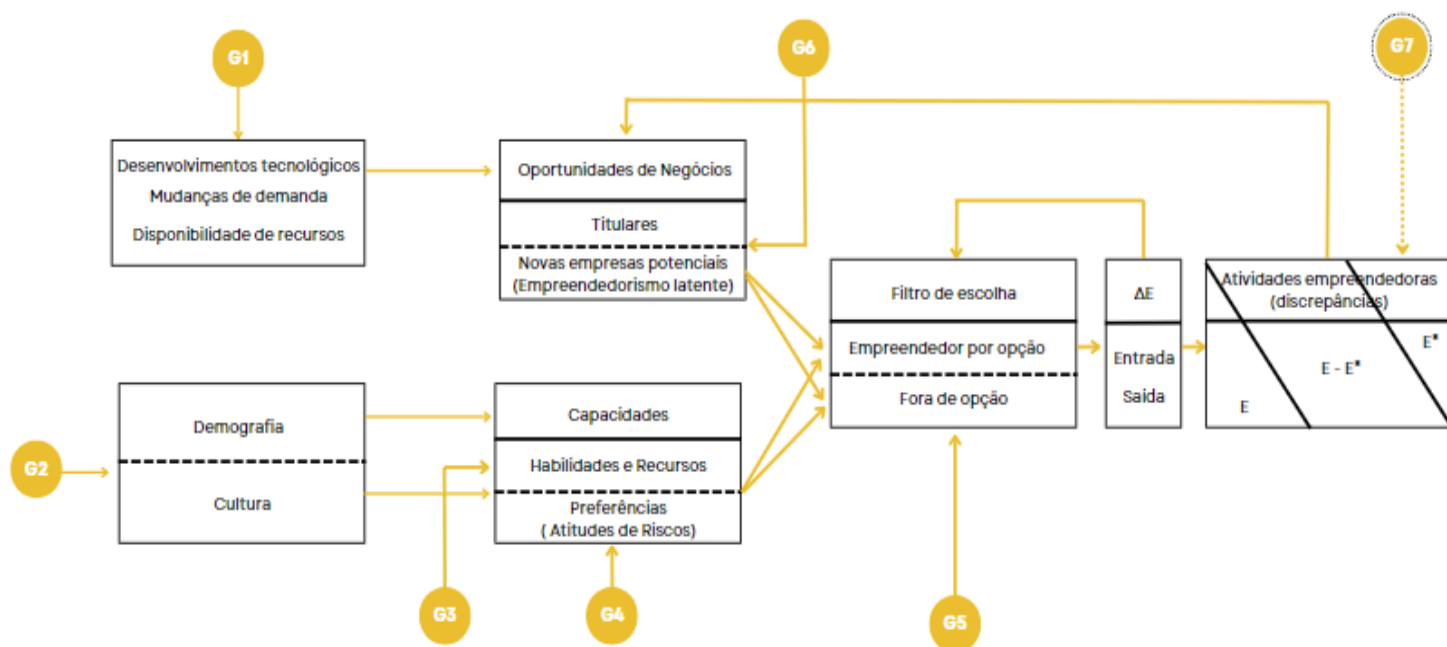 G1
G6
G7
Desenvolvimentos tecnológicos
Mudanças de demanda
Disponibilidade de recursos
Oportunidades de Negócios
Titulares
Novas empresas potenciais
(Empreendedorismo latente)
Filtro de escolha
Empreendedor por opção
Fora de opção
ΔE
Entrada
Saída
Atividades empreendedoras
(discrepâncias)
E*
E - E*
E
G2
Demografia
Cultura
Capacidades
Habilidades e Recursos
Preferências
( Atitudes de Riscos)
G3
G4
G5